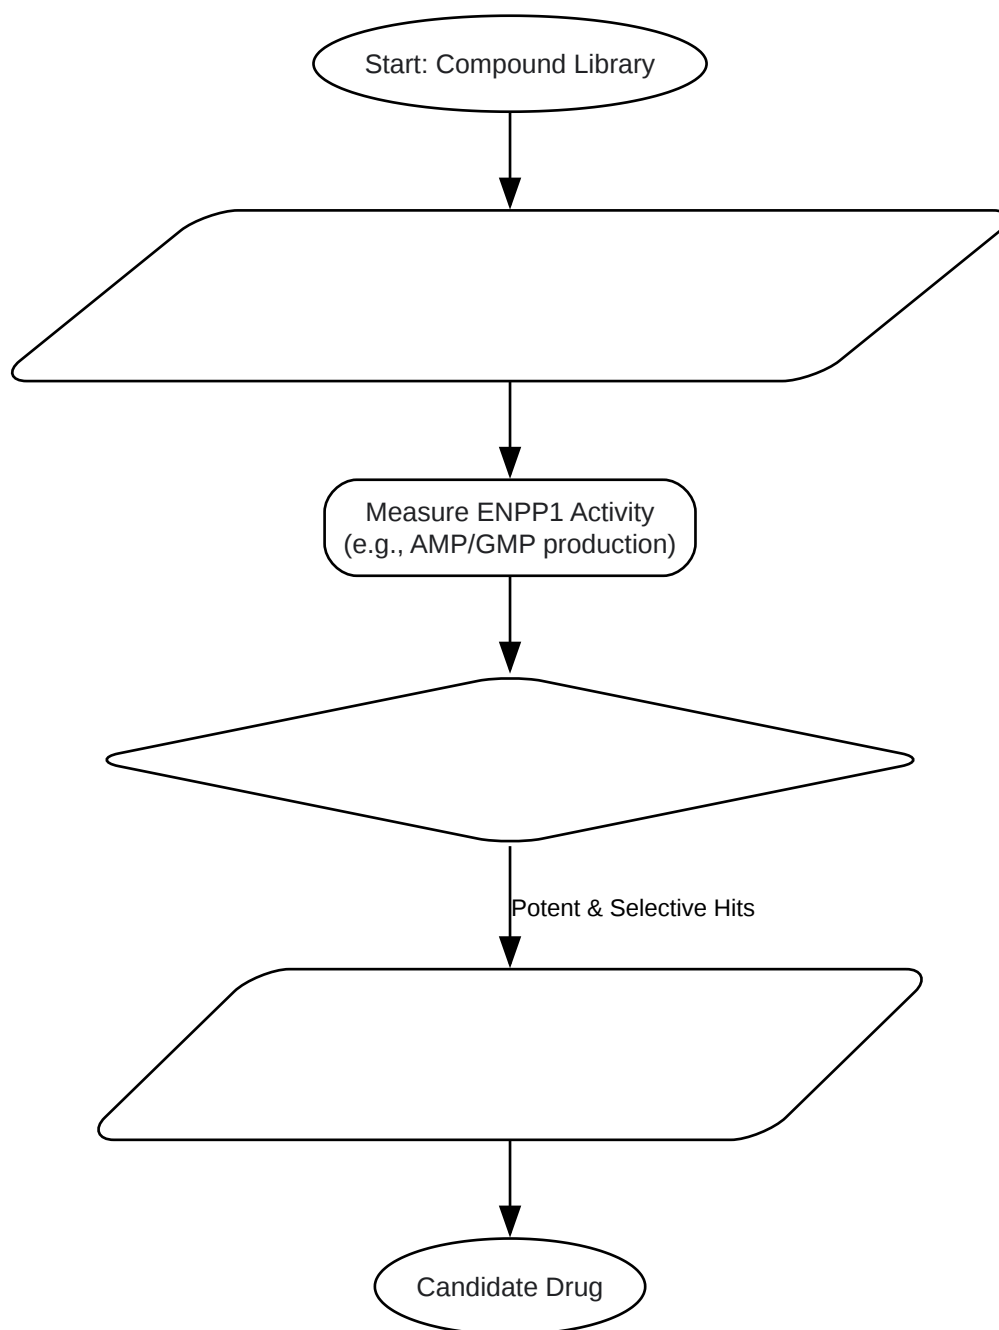 Start: Compound Library
Measure ENPP1 Activity
(e.g., AMP/GMP production)
Potent & Selective Hits
Candidate Drug